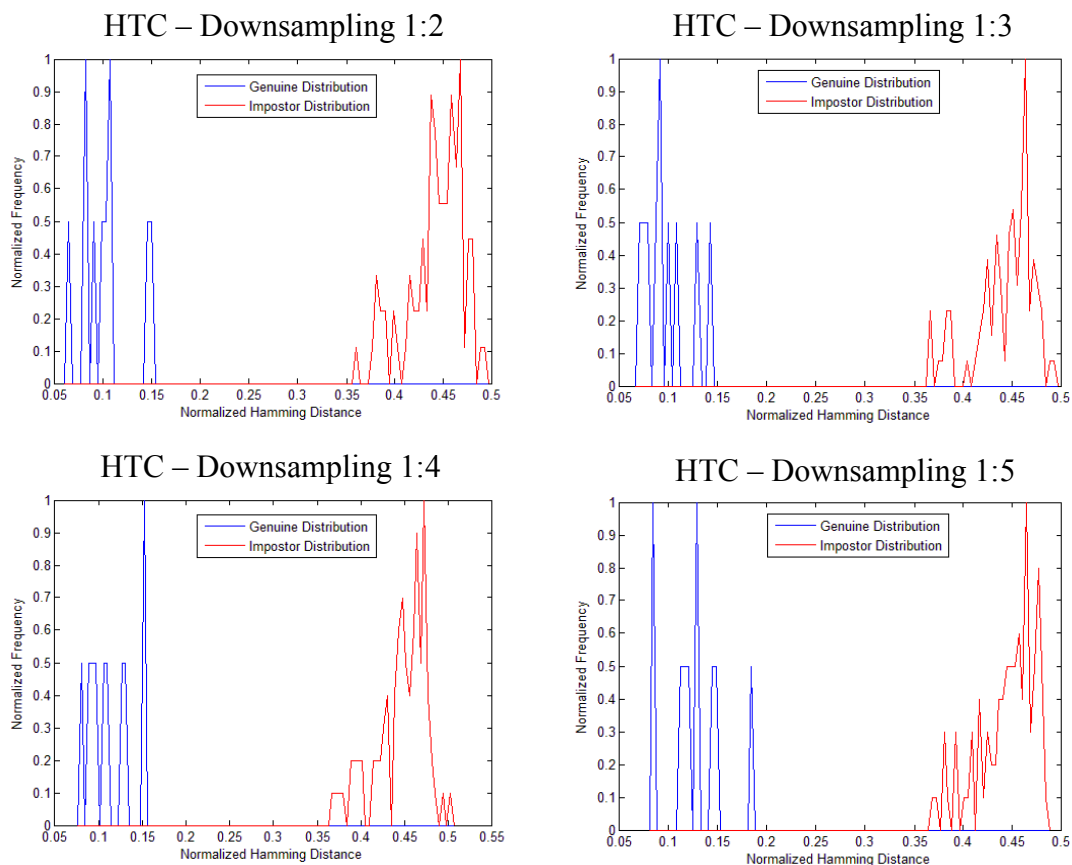 HTC – Downsampling 1:2
1
0.9
0.8
0.7
0.6
0.5
0.4
0.3
0.2
0.1
0
Normalized Frequency
Genuine Distribution
Impostor Distribution
0.05 0.1 0.15 0.2 0.25 0.3 0.35 0.4 0.45 0.5
Normalized Hamming Distance
HTC – Downsampling 1:3
1
0.9
0.8
0.7
0.6
0.5
0.4
0.3
0.2
0.1
0
Normalized Frequency
Genuine Distribution
Impostor Distribution
0.05 0.1 0.15 0.2 0.25 0.3 0.35 0.4 0.45 0.5
Normalized Hamming Distance
HTC – Downsampling 1:4
1
0.9
0.8
0.7
0.6
0.5
0.4
0.3
0.2
0.1
0
Normalized Frequency
Genuine Distribution
Impostor Distribution
0.05 0.1 0.15 0.2 0.25 0.3 0.35 0.4 0.45 0.5 0.55
Normalized Hamming Distance
HTC – Downsampling 1:5
1
0.9
0.8
0.7
0.6
0.5
0.4
0.3
0.2
0.1
0
Normalized Frequency
Genuine Distribution
Impostor Distribution
0.05 0.1 0.15 0.2 0.25 0.3 0.35 0.4 0.45 0.5
Normalized Hamming Distance